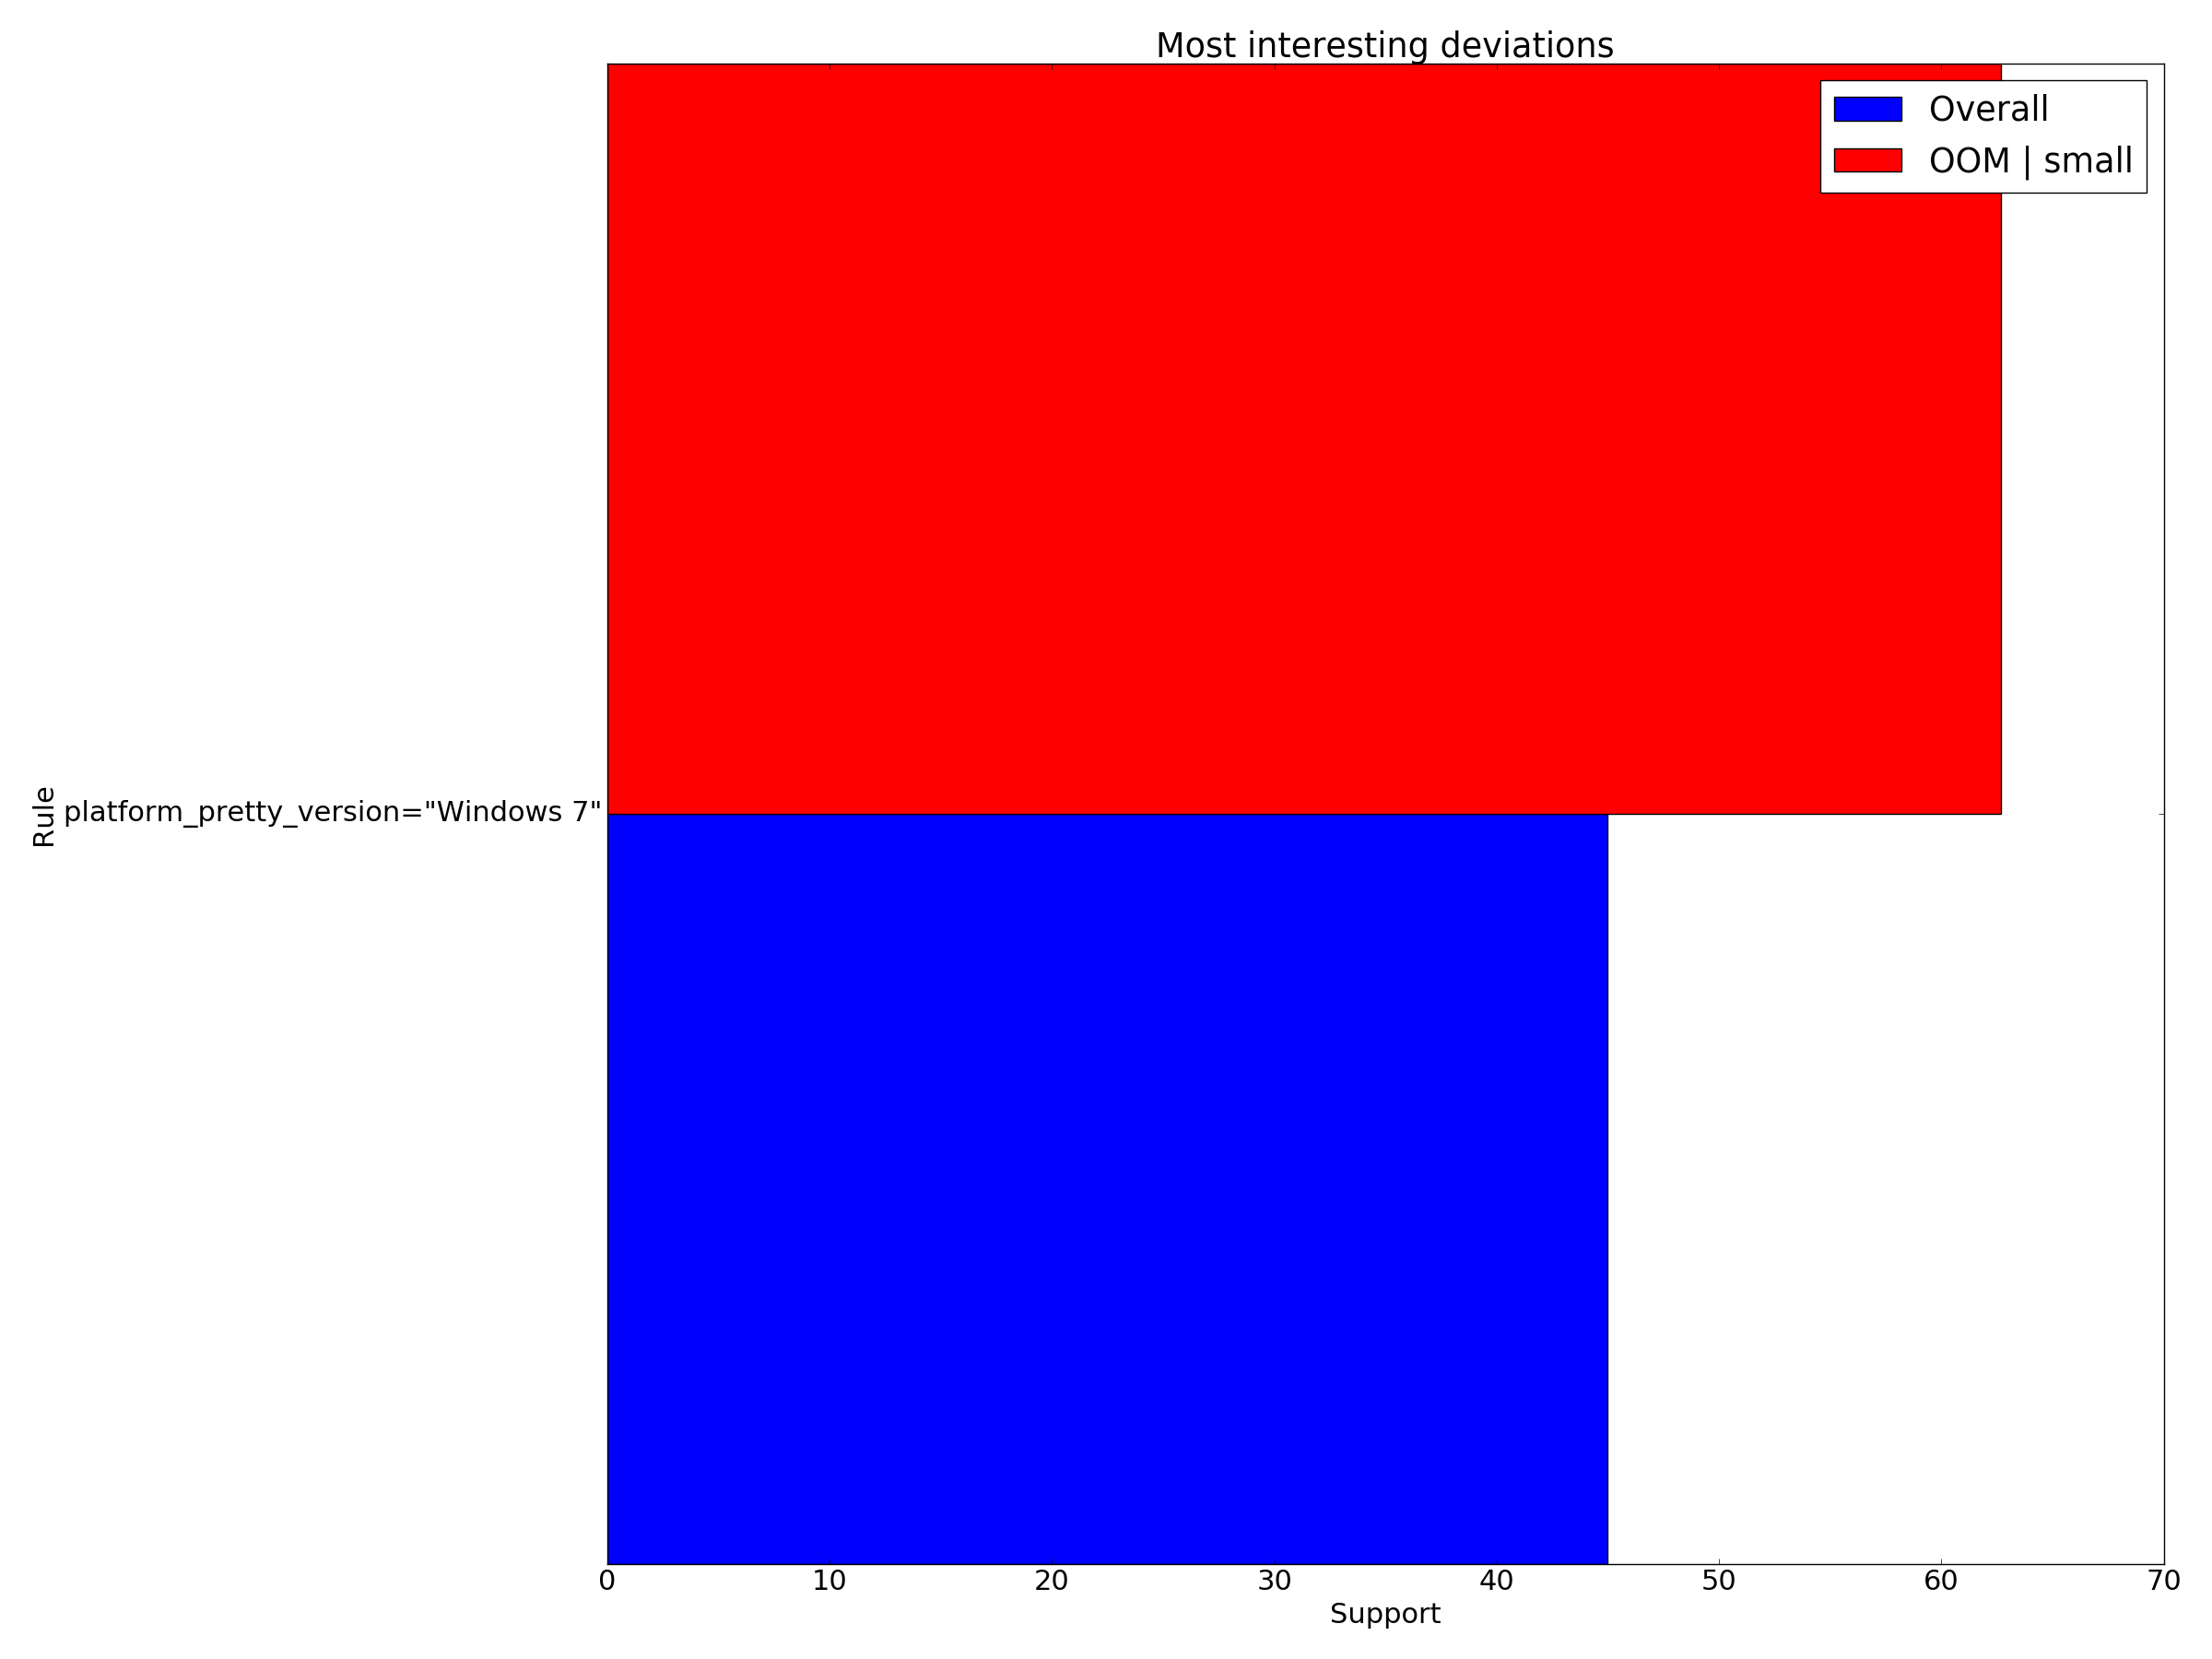 Most interesting deviations
Overall
OOM | small
Rule
platform_pretty_version="Windows 7"
0 10 20 30 40 50 60 70
Support